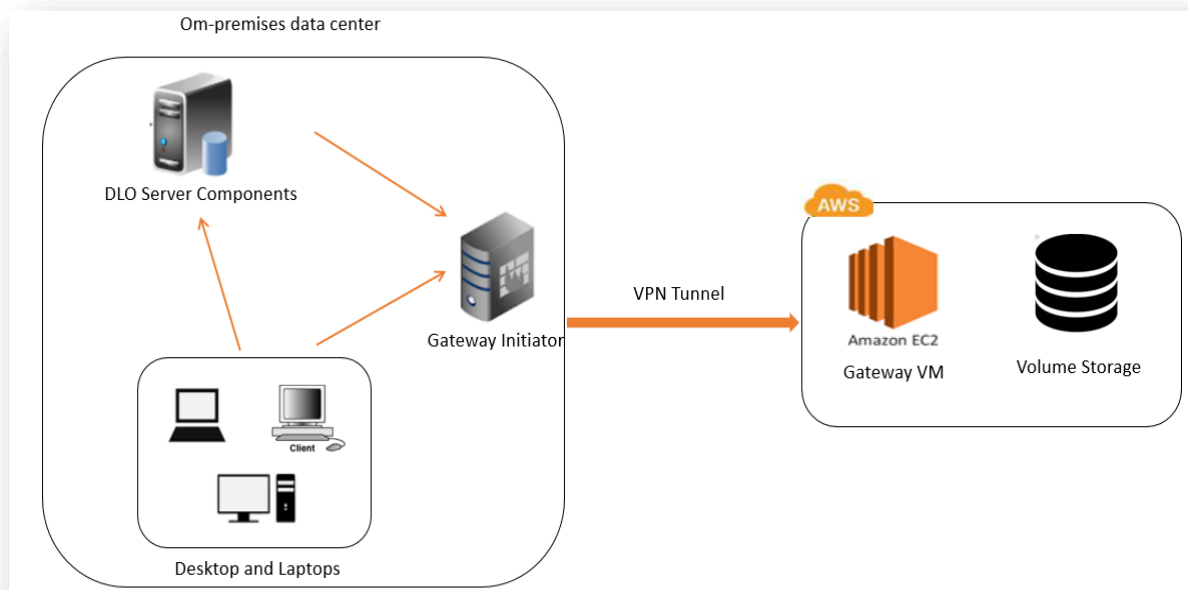 Om-premises data center
DLO Server Components
Gateway Initiator
Client
Desktop and Laptops
VPN Tunnel
AWS
Amazon EC2
Gateway VM
Volume Storage